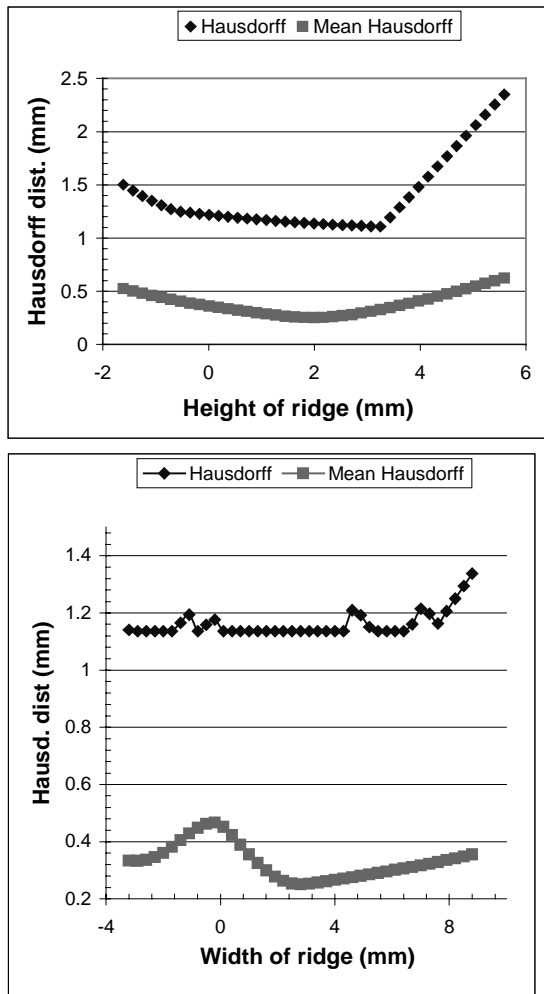 Hausdorff Mean Hausdorff
2.5
2
1.5
1
0.5
0
-2 0 2 4 6
Hausdorff dist. (mm)
Height of ridge (mm)
Hausdorff Mean Hausdorff
1.4
1.2
1
0.8
0.6
0.4
0.2
-4 0 4 8
Hausd. dist (mm)
Width of ridge (mm)